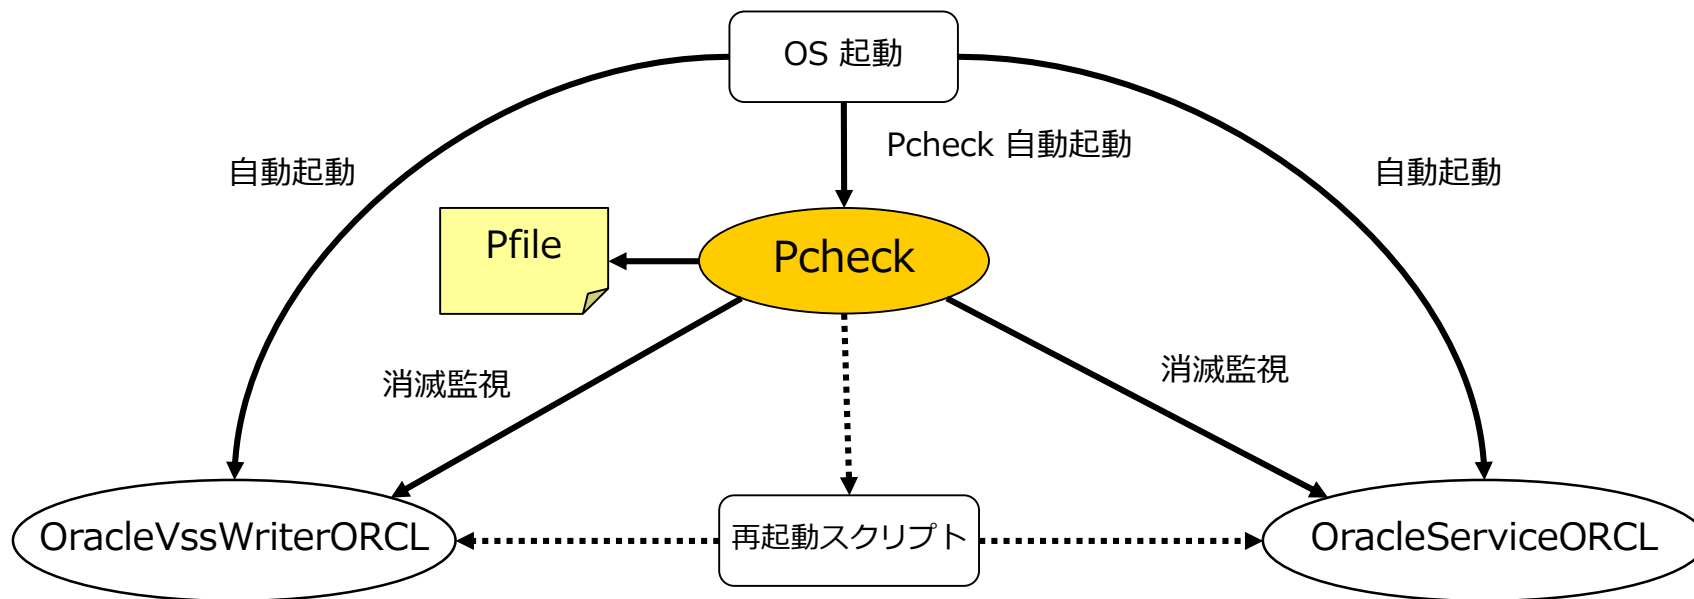 OS 起動
Pcheck 自動起動
自動起動
自動起動
Pfile
Pcheck
消滅監視
消滅監視
OracleVssWriterORCL
再起動スクリプト
OracleServiceORCL